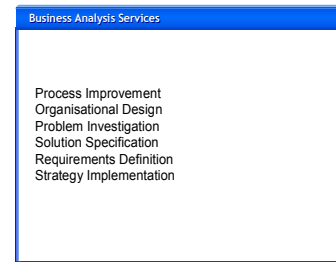 Business Analysis Services
Process Improvement
Organisational Design
Problem Investigation
Solution Specification
Requirements Definition
Strategy Implementation